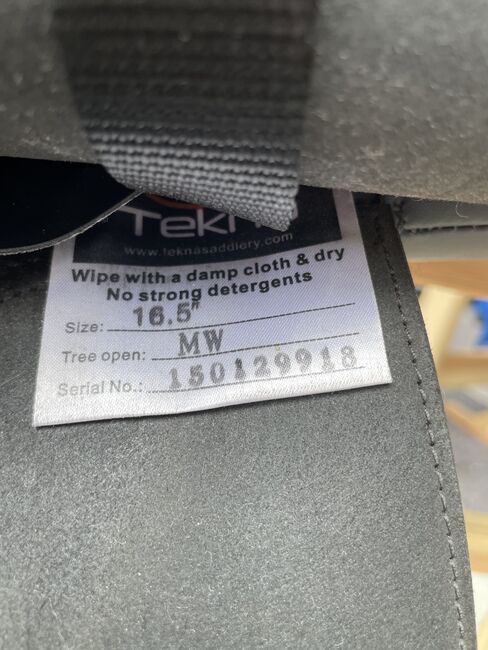 Tekna
www.teknasaddlery.com
Wipe with a damp cloth & dry
No strong detergents
Size: 16.5"
Tree open: MW
Serial No.: 150129918